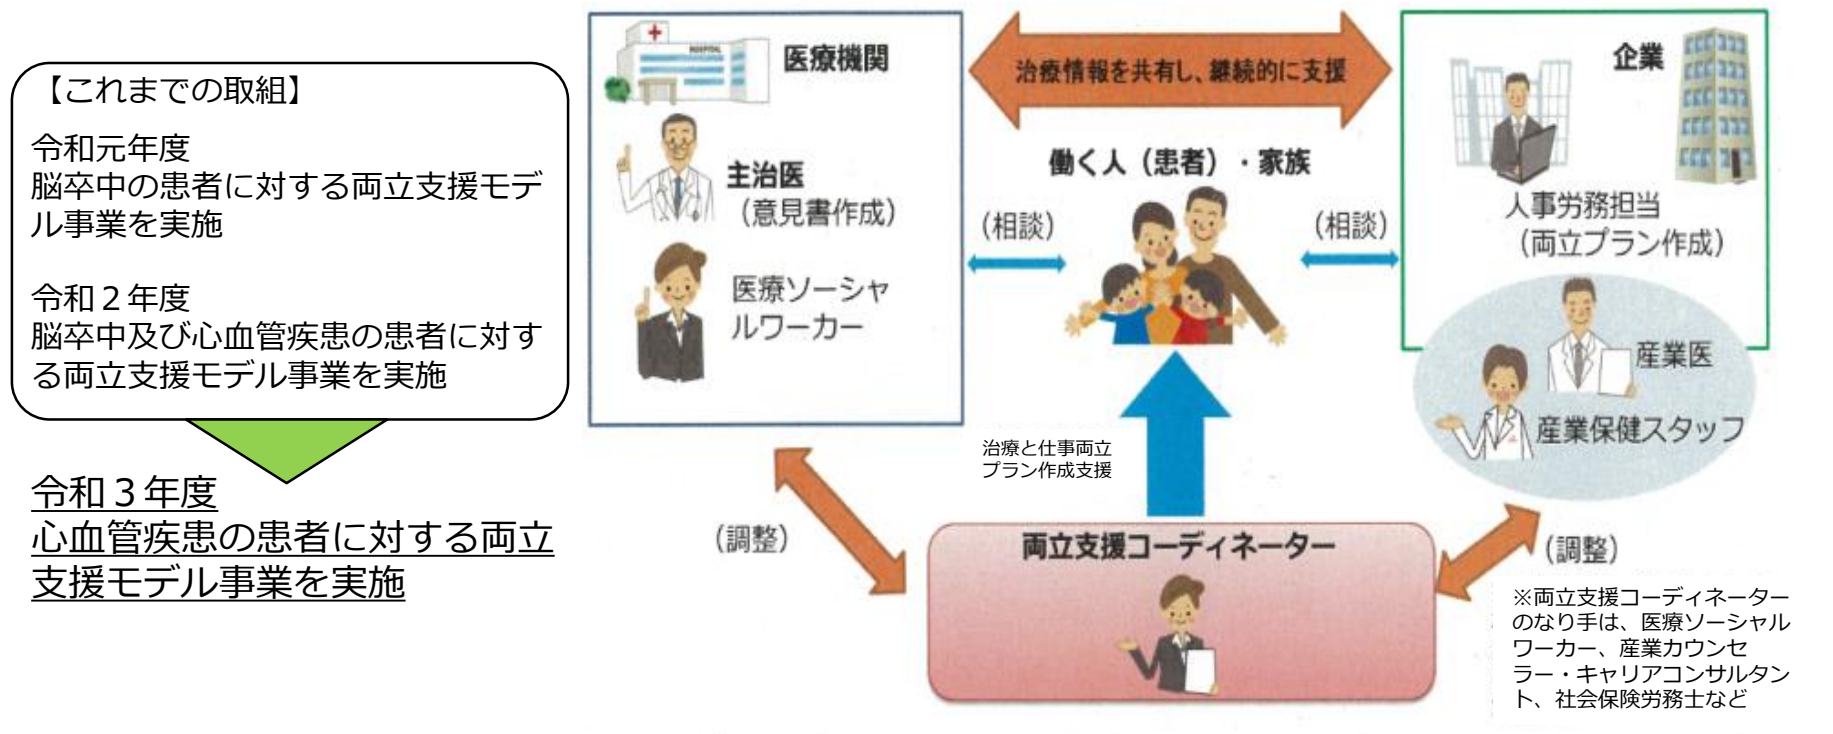 【これまでの取組】
令和元年度
脳卒中の患者に対する両立支援モデ
ル事業を実施
令和２年度
脳卒中及び心血管疾患の患者に対す
る両立支援モデル事業を実施
令和３年度
心血管疾患の患者に対する両立
支援モデル事業を実施
HOSPITAL
医療機関
主治医
（意見書作成）
医療ソーシャ
ルワーカー
治療情報を共有し、継続的に支援
働く人（患者）・家族
（相談）
（相談）
企業
人事労務担当
（両立プラン作成）
産業医
産業保健スタッフ
治療と仕事両立
プラン作成支援
（調整）
両立支援コーディネーター
（調整）
※両立支援コーディネーター
のなり手は、医療ソーシャル
ワーカー、産業カウンセ
ラー・キャリアコンサルタン
ト、社会保険労務士など